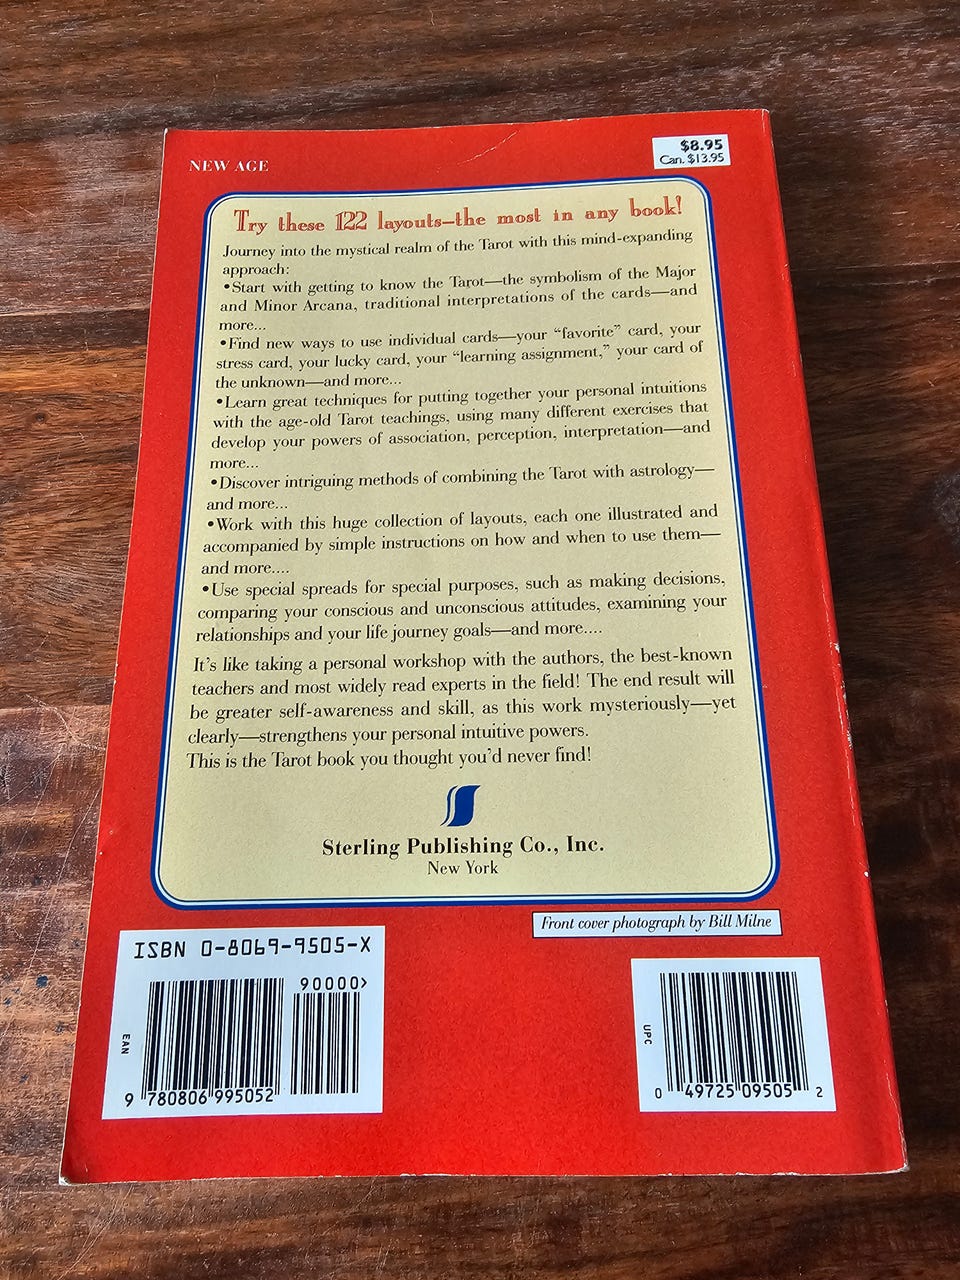 NEW AGE
$8.95
Can. $13.95
Try these 122 layouts—the most in any book!
Journey into the mystical realm of the Tarot with this mind-expanding
approach:
•Start with getting to know the Tarot—the symbolism of the Major
and Minor Arcana, traditional interpretations of the cards—and
more...
•Find new ways to use individual cards—your “favorite” card, your
stress card, your lucky card, your “learning assignment,” your card of
the unknown—and more...
•Learn great techniques for putting together your personal intuitions
with the age-old Tarot teachings, using many different exercises that
develop your powers of association, perception, interpretation—and
more...
•Discover intriguing methods of combining the Tarot with astrology—
and more...
•Work with this huge collection of layouts, each one illustrated and
accompanied by simple instructions on how and when to use them—
and more....
•Use special spreads for special purposes, such as making decisions,
comparing your conscious and unconscious attitudes, examining your
relationships and your life journey goals—and more....
It’s like taking a personal workshop with the authors, the best-known
teachers and most widely read experts in the field! The end result will
be greater self-awareness and skill, as this work mysteriously—yet
clearly—strengthens your personal intuitive powers.
This is the Tarot book you thought you’d never find!
Sterling Publishing Co., Inc.
New York
Front cover photograph by Bill Milne
ISBN 0-8069-9505-X
90000>
EAN
9 780806 995052
UPC
0 49725 09505 2